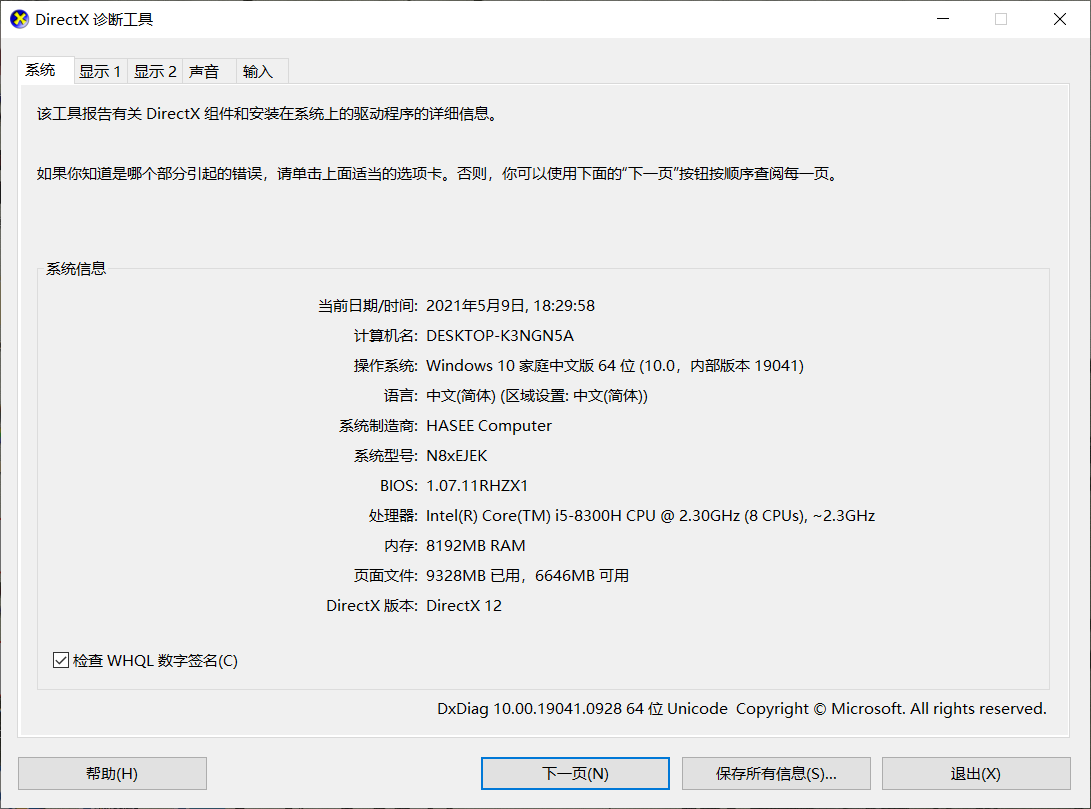 DirectX 诊断工具
系统 显示 1 显示 2 声音 输入
该工具报告有关 DirectX 组件和安装在系统上的驱动程序的详细信息。
如果你知道是哪个部分引起的错误，请单击上面适当的选项卡。否则，你可以使用下面的“下一页”按钮按顺序查阅每一页。
系统信息
当前日期/时间: 2021年5月9日, 18:29:58
计算机名: DESKTOP-K3NGN5A
操作系统: Windows 10 家庭中文版 64 位 (10.0，内部版本 19041)
语言: 中文(简体) (区域设置: 中文(简体))
系统制造商: HASEE Computer
系统型号: N8xEJEK
BIOS: 1.07.11RHZX1
处理器: Intel(R) Core(TM) i5-8300H CPU @ 2.30GHz (8 CPUs), ~2.3GHz
内存: 8192MB RAM
页面文件: 9328MB 已用，6646MB 可用
DirectX 版本: DirectX 12
检查 WHQL 数字签名(C)
DxDiag 10.00.19041.0928 64 位 Unicode Copyright © Microsoft. All rights reserved.
帮助(H) 下一页(N) 保存所有信息(S)... 退出(X)